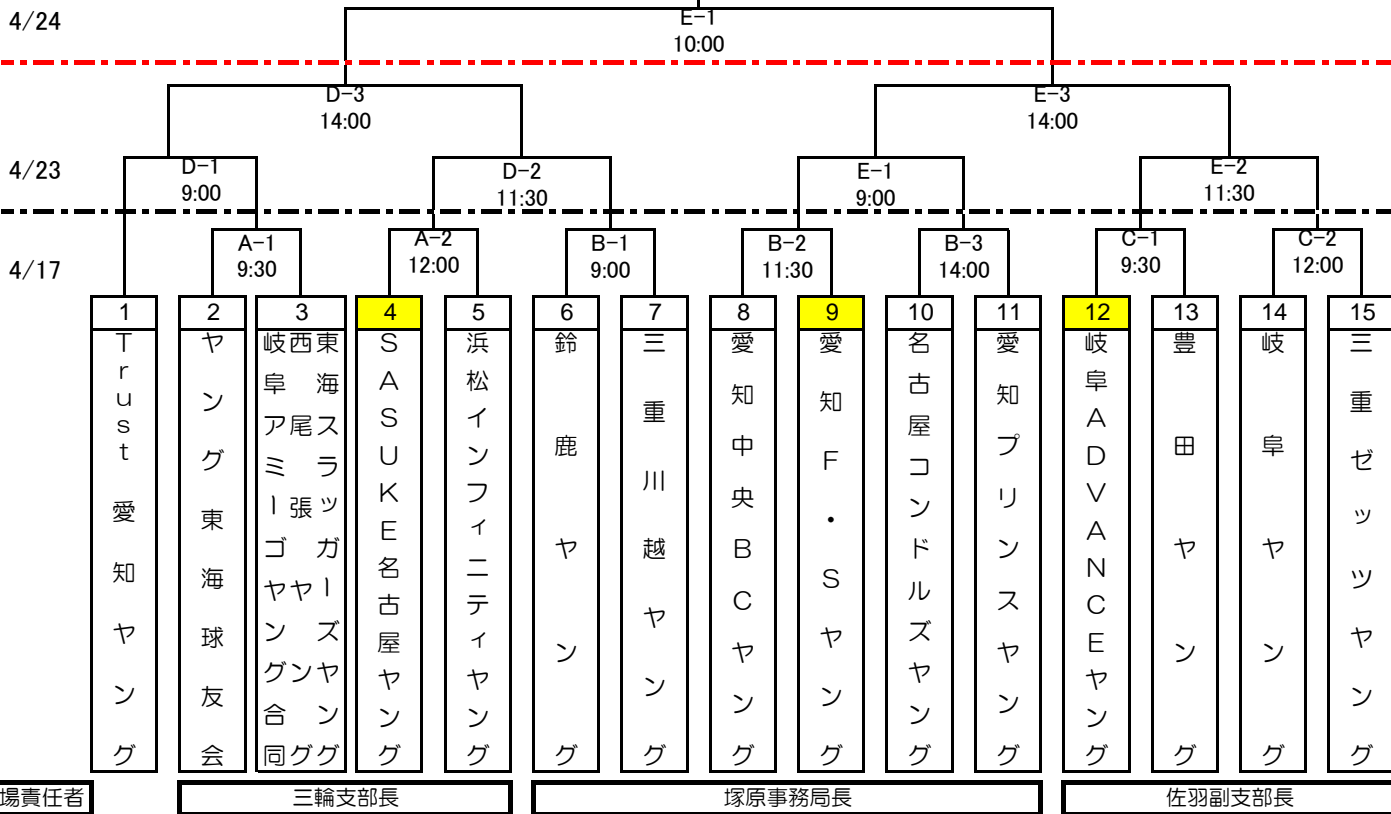 4/24
E-1
10:00
D-3
14:00
E-3
14:00
4/23
D-1
9:00
D-2
11:30
E-1
9:00
E-2
11:30
4/17
A-1
9:30
A-2
12:00
B-1
9:00
B-2
11:30
B-3
14:00
C-1
9:30
C-2
12:00
1
2
3
4
5
6
7
8
9
10
11
12
13
14
15
Trust愛知ヤング
ヤング東海球友会
東海スラッガーズヤング
西尾張ヤング
岐阜アミーゴヤング合同
SASUKE名古屋ヤング
浜松インフィニティヤング
鈴鹿ヤング
三重川越ヤング
愛知中央BCヤング
愛知F・Sヤング
名古屋コンドルズヤング
愛知プリンスヤング
岐阜ADVANCEヤング
豊田ヤング
岐阜ヤング
三重ゼッツヤング
場責任者
三輪支部長
塚原事務局長
佐羽副支部長